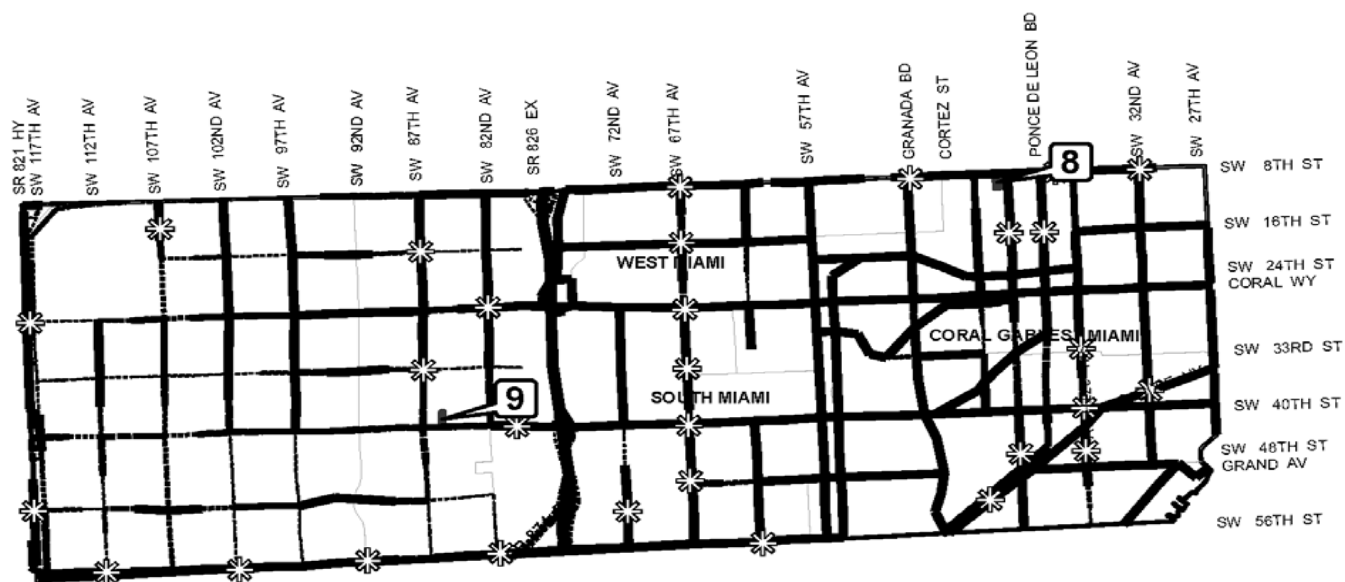 SR 821 HY
SW 117TH AV
SW 112TH AV
SW 107TH AV
SW 102ND AV
SW 97TH AV
SW 92ND AV
SW 87TH AV
SW 82ND AV
SR 826 EX
SW 72ND AV
SW 67TH AV
SW 57TH AV
GRANADA BD
CORTEZ ST
PONCE DE LEON BD
SW 32ND AV
SW 27TH AV
8
SW 8TH ST
SW 16TH ST
WEST MIAMI
SW 24TH ST
CORAL WY
CORAL GABLES MIAMI
SW 33RD ST
9
SOUTH MIAMI
SW 40TH ST
SW 48TH ST
GRAND AV
SW 56TH ST